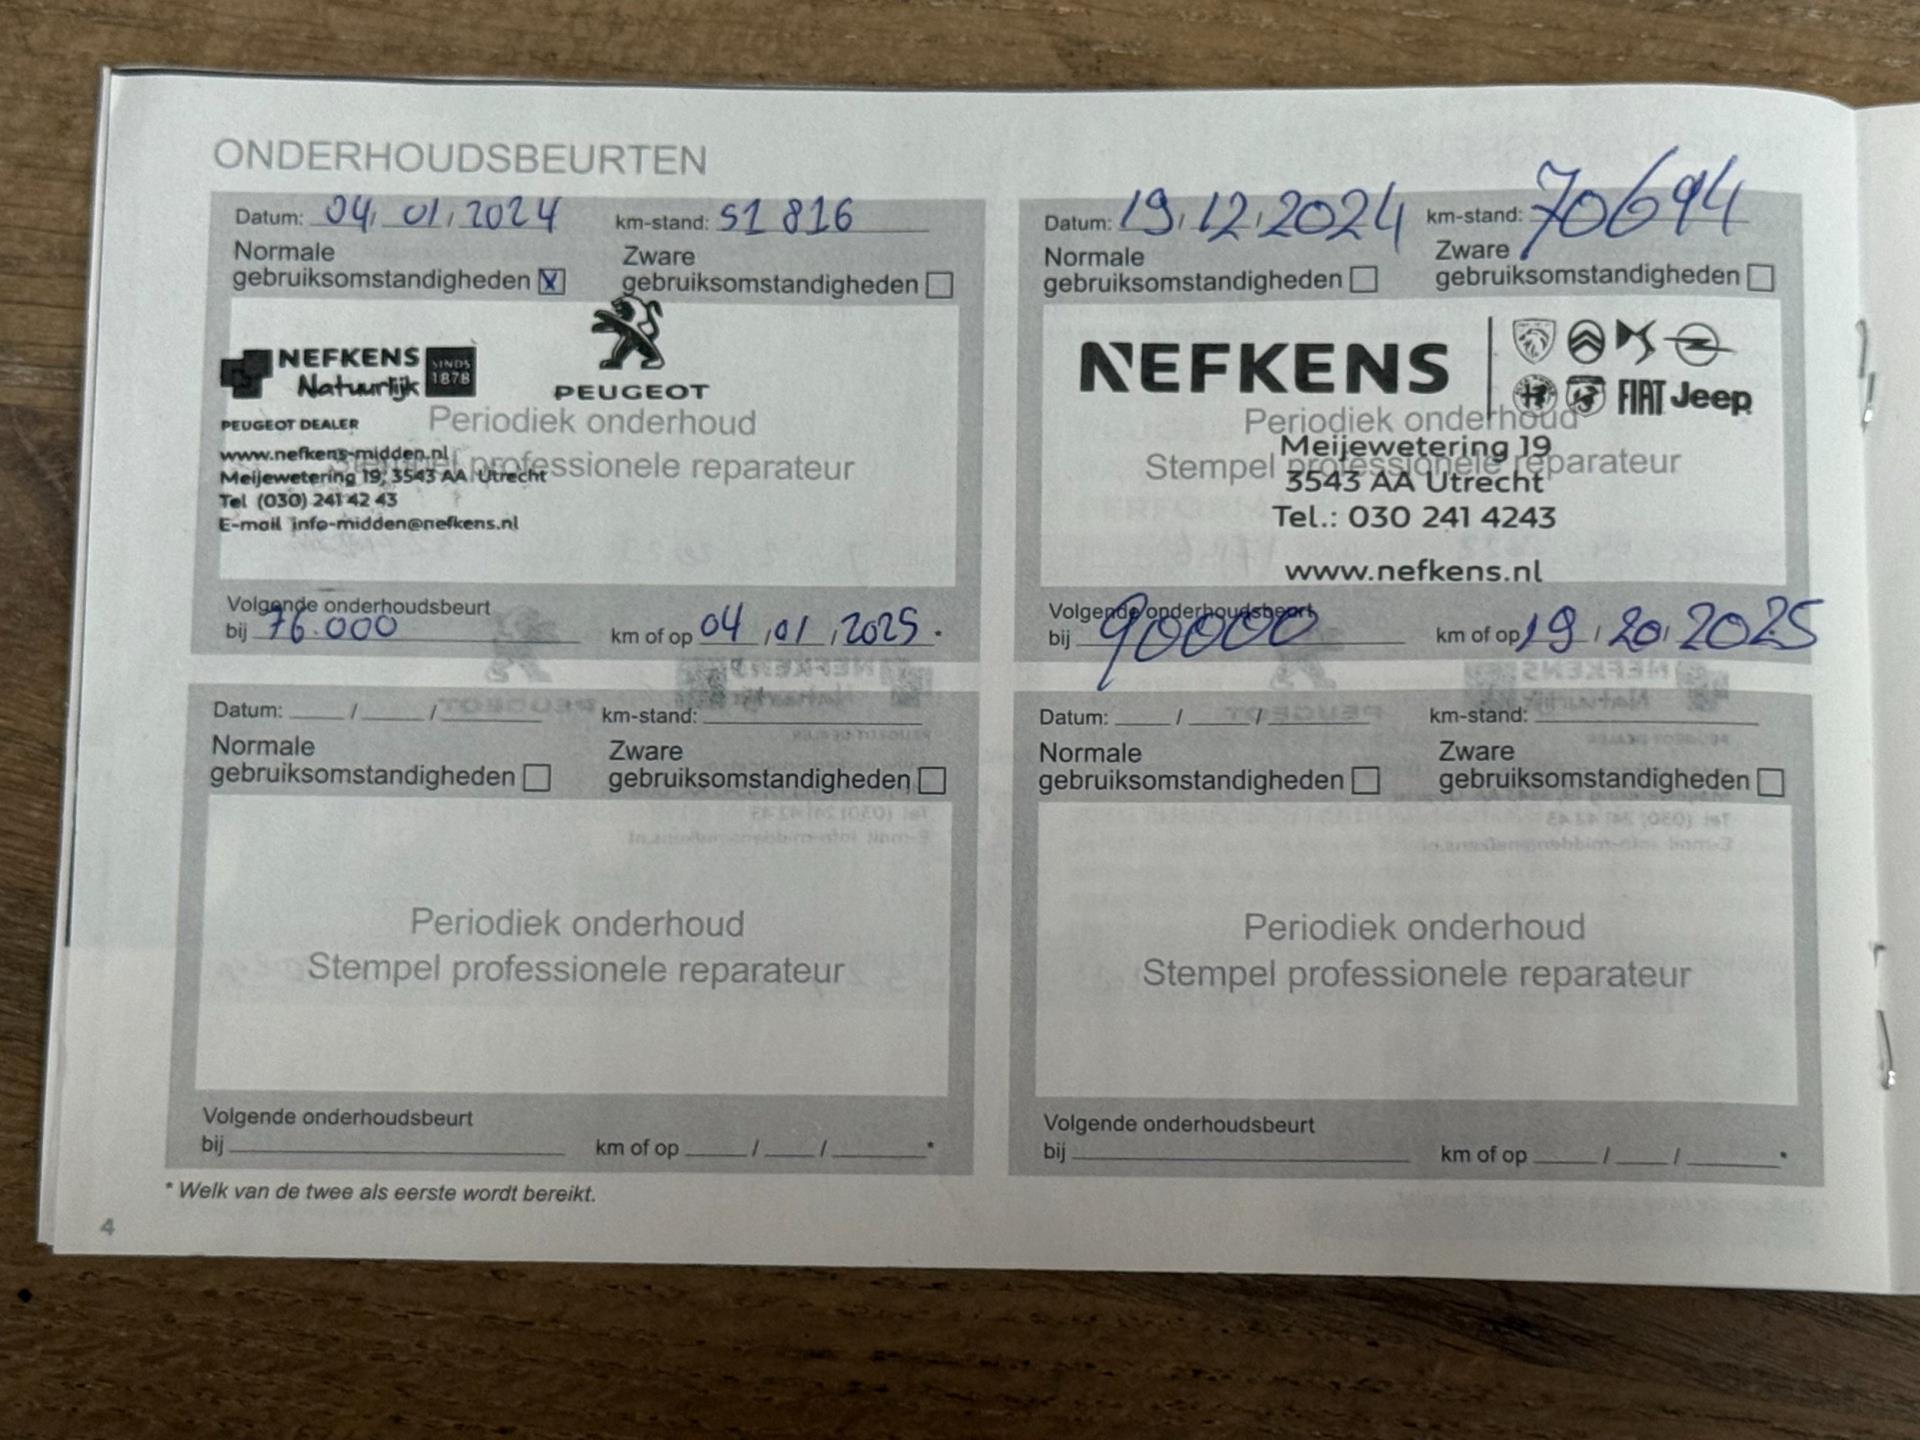 ONDERHOUDSBEURTEN
Datum: 04/01/2024 km-stand: 51 816
Normale gebruiksomstandigheden X Zware gebruiksomstandigheden
NEFKENS SINDS 1878
Natuurlijk
PEUGEOT
PEUGEOT DEALER
Periodiek onderhoud
www.nefkens-midden.nl
Stempel professionele reparateur
Meijewetering 19, 3543 AA Utrecht
Tel (030) 241 42 43
E-mail info-midden@nefkens.nl
Volgende onderhoudsbeurt
bij 76.000 km of op 04/01/2025 *
Datum: 19/12/2024 km-stand: 70694
Normale gebruiksomstandigheden Zware gebruiksomstandigheden
NEFKENS
FIAT Jeep
Periodiek onderhoud
Meijewetering 19
Stempel professionele reparateur
3543 AA Utrecht
Tel.: 030 241 4243
www.nefkens.nl
Volgende onderhoudsbeurt
bij 90000 km of op 19/20/2025
Datum: / / km-stand:
Normale gebruiksomstandigheden Zware gebruiksomstandigheden
Periodiek onderhoud
Stempel professionele reparateur
Volgende onderhoudsbeurt
bij km of op / / *
Datum: / / km-stand:
Normale gebruiksomstandigheden Zware gebruiksomstandigheden
Periodiek onderhoud
Stempel professionele reparateur
Volgende onderhoudsbeurt
bij km of op / / *
* Welk van de twee als eerste wordt bereikt.
4